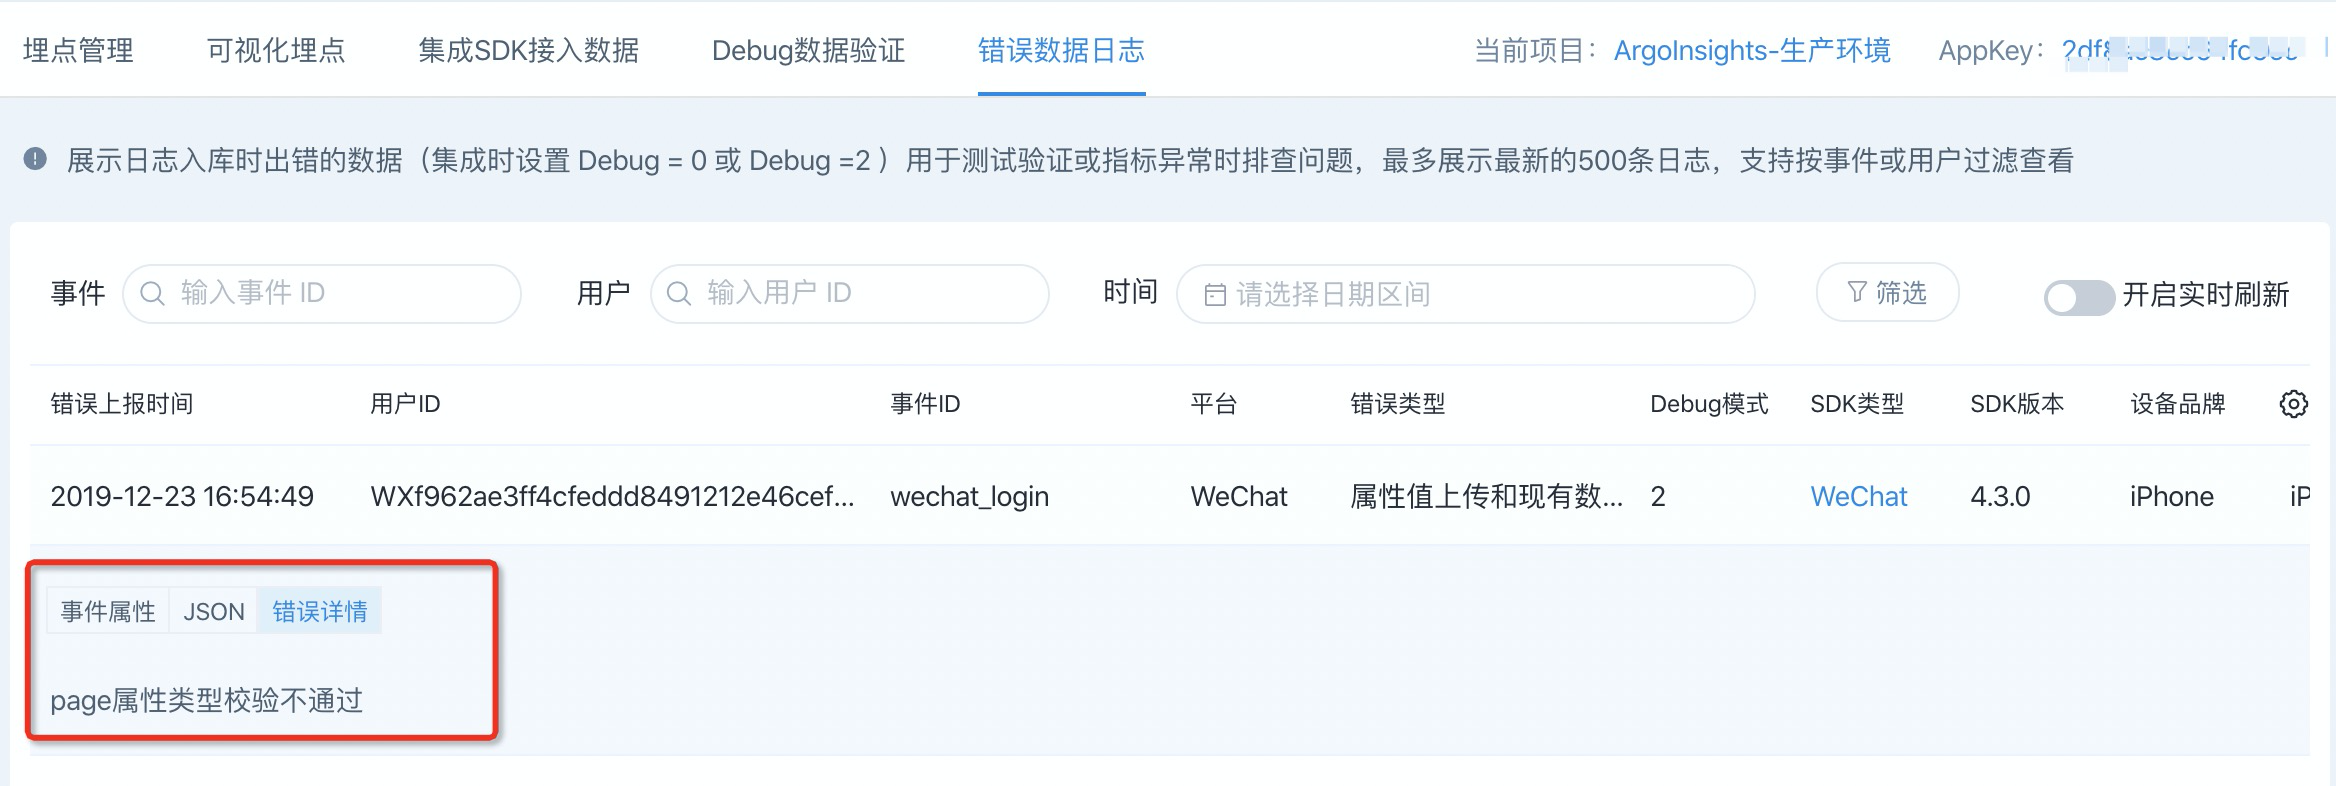 埋点管理 可视化埋点 集成SDK接入数据 Debug数据验证 错误数据日志 当前项目： ArgoInsights-生产环境 AppKey：
展示日志入库时出错的数据（集成时设置 Debug = 0 或 Debug =2 ）用于测试验证或指标异常时排查问题，最多展示最新的500条日志，支持按事件或用户过滤查看
事件 输入事件 ID 用户 输入用户 ID 时间 请选择日期区间 筛选 开启实时刷新
错误上报时间 用户ID 事件ID 平台 错误类型 Debug模式 SDK类型 SDK版本 设备品牌
2019-12-23 16:54:49 WXf962ae3ff4cfeddd8491212e46cef... wechat_login WeChat 属性值上传和现有数... 2 WeChat 4.3.0 iPhone iP
事件属性 JSON 错误详情
page属性类型校验不通过